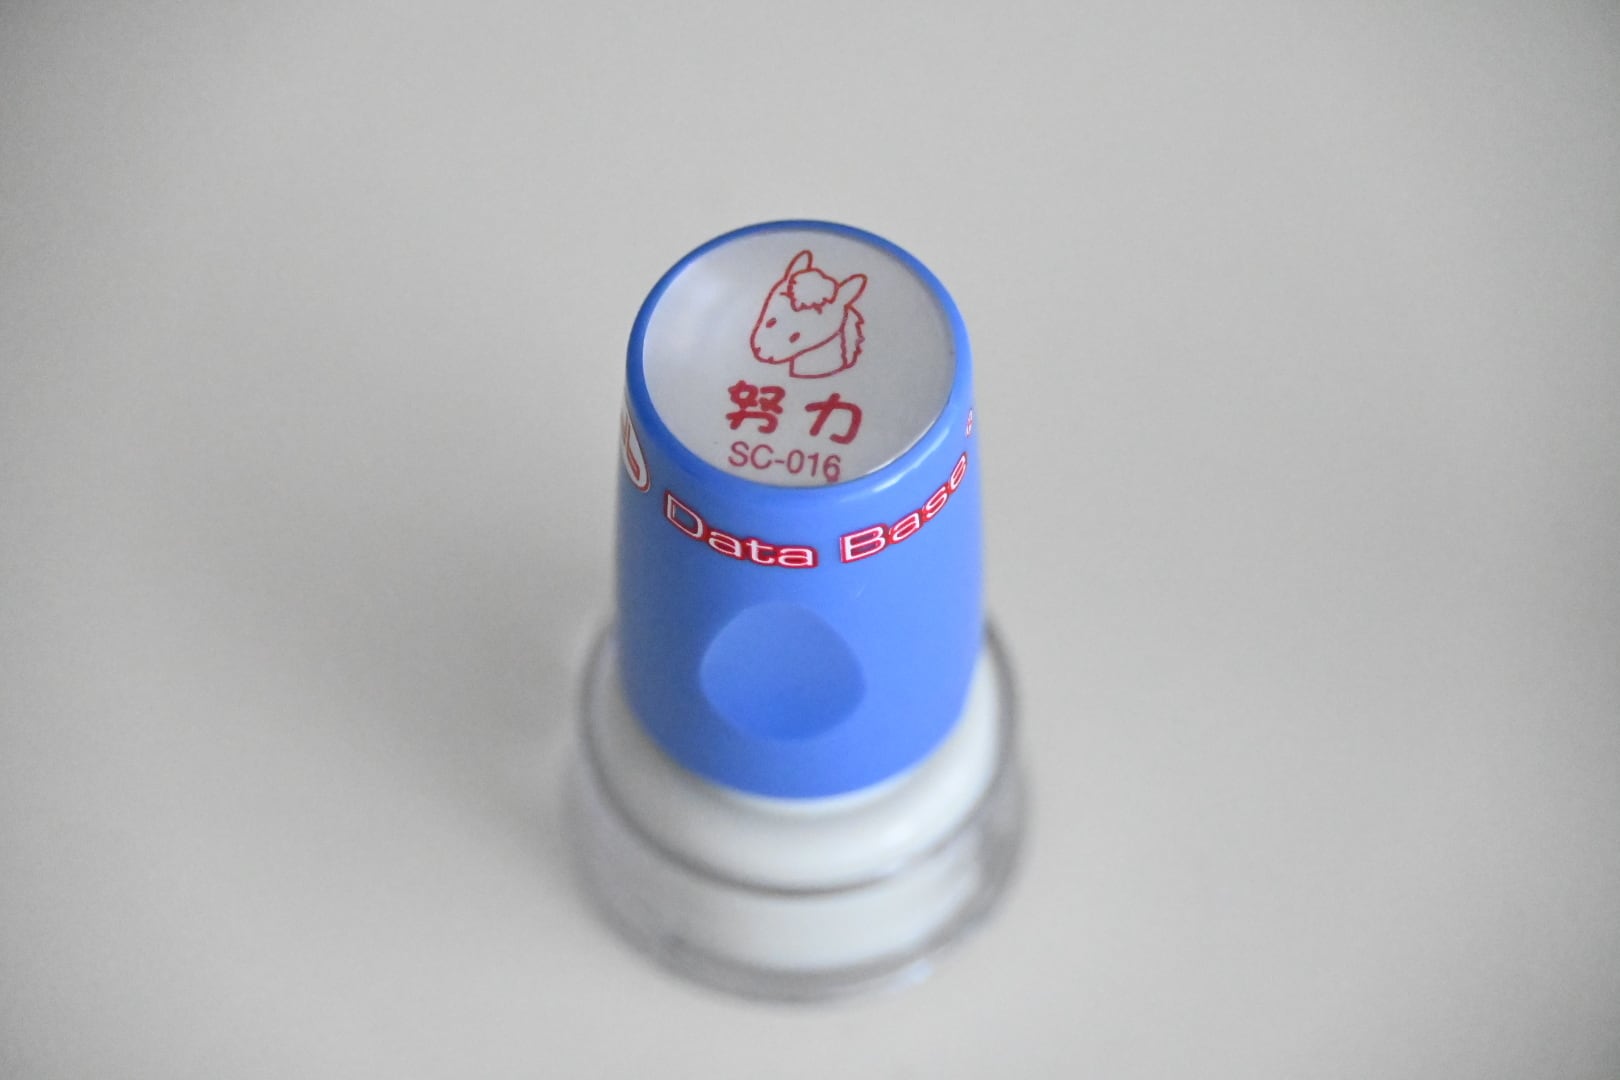 努力
SC-016
Data Base